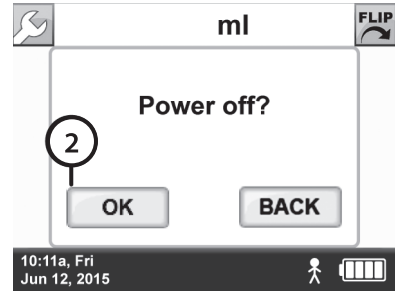 ml
FLIP
Power off?
2
OK
BACK
10:11a, Fri
Jun 12, 2015